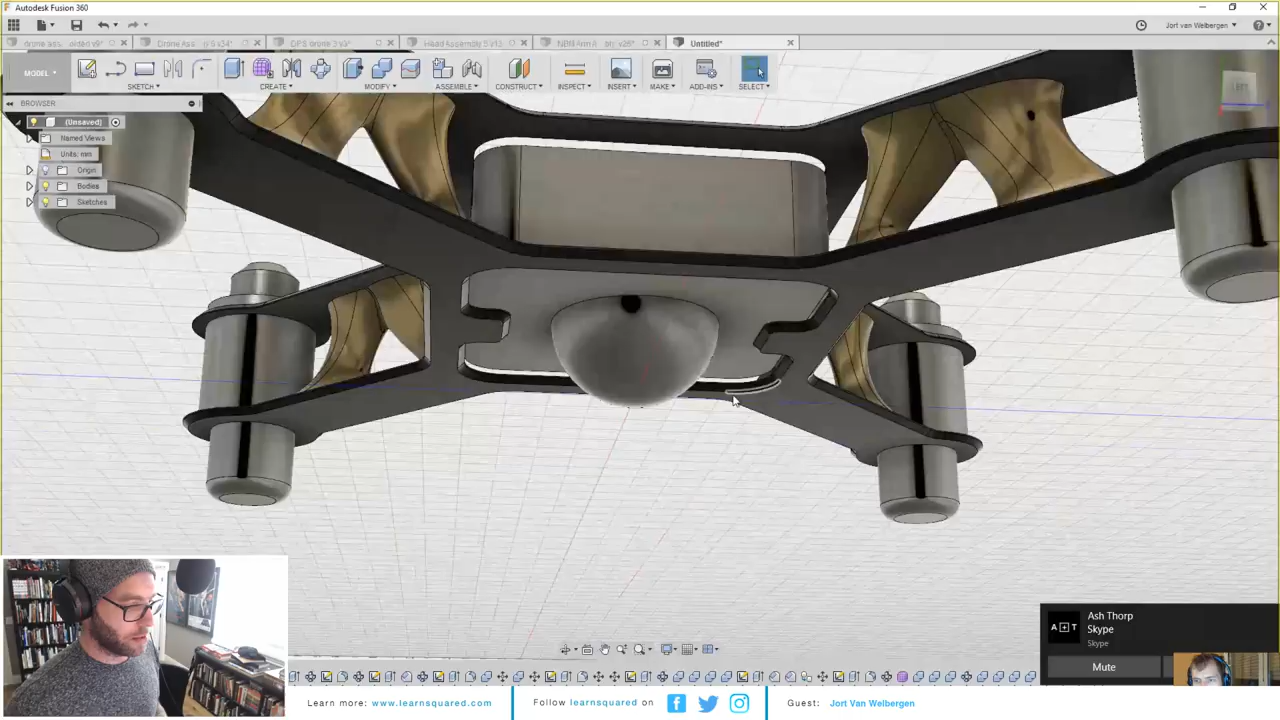 Autodesk Fusion 360
Jort van Welbergen
Untitled*
MODEL
SKETCH
CREATE
MODIFY
ASSEMBLE
CONSTRUCT
INSPECT
INSERT
MAKE
ADD-INS
SELECT
LEFT
BROWSER
(Unsaved)
Named Views
Units: mm
Origin
Bodies
Sketches
A+T
Ash Thorp
Skype
Skype
Mute
Learn more: www.learnsquared.com
Follow learnsquared on
Guest: Jort Van Welbergen